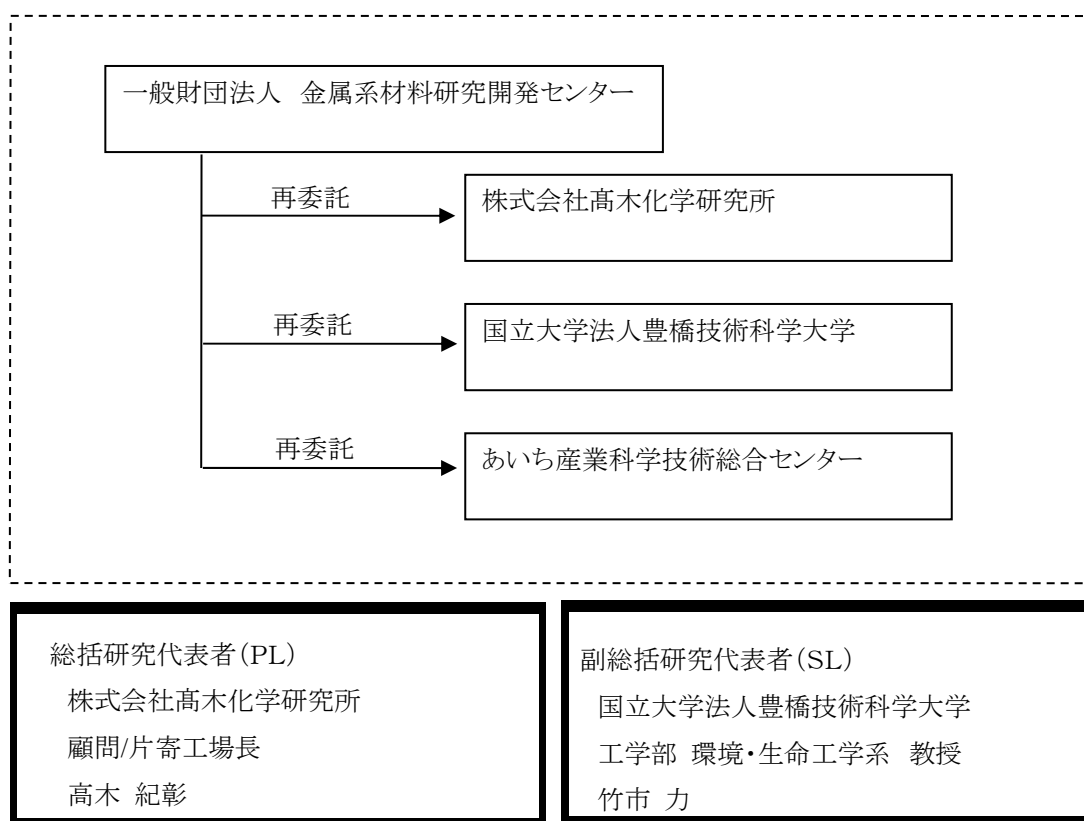 一般財団法人 金属系材料研究開発センター
再委託
株式会社髙木化学研究所
再委託
国立大学法人豊橋技術科学大学
再委託
あいち産業科学技術総合センター
総括研究代表者(PL)
株式会社髙木化学研究所
顧問/片寄工場長
高木 紀彰
副総括研究代表者(SL)
国立大学法人豊橋技術科学大学
工学部 環境・生命工学系 教授
竹市 力